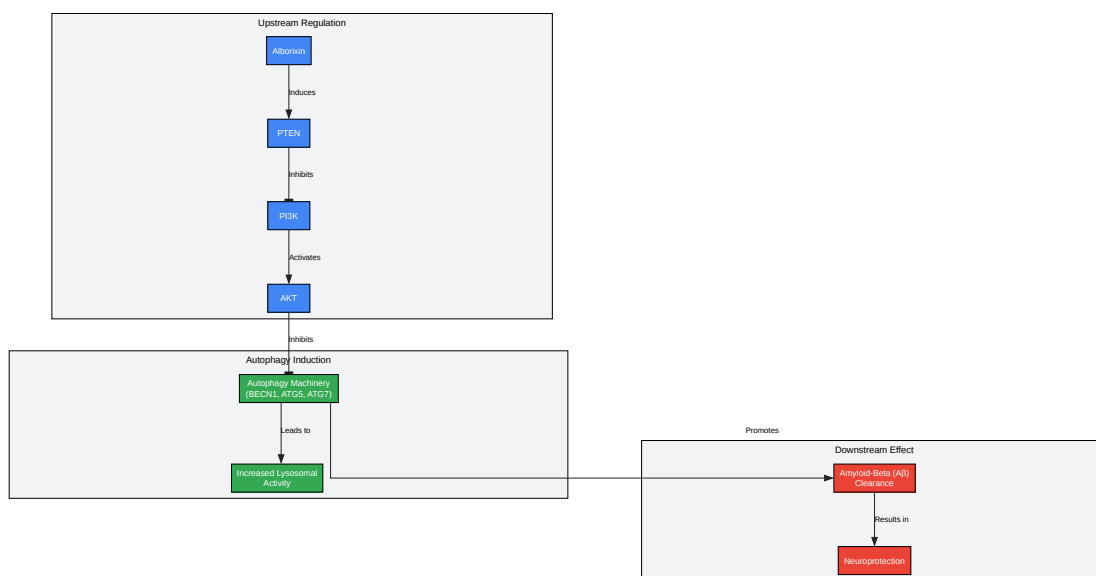 Upstream Regulation
Alborixin
Induces
PTEN
Inhibits
PI3K
Activates
AKT
Inhibits
Autophagy Induction
Autophagy Machinery
(BECN1, ATG5, ATG7)
Leads to
Increased Lysosomal
Activity
Promotes
Downstream Effect
Amyloid-Beta (Aβ)
Clearance
Results in
Neuroprotection